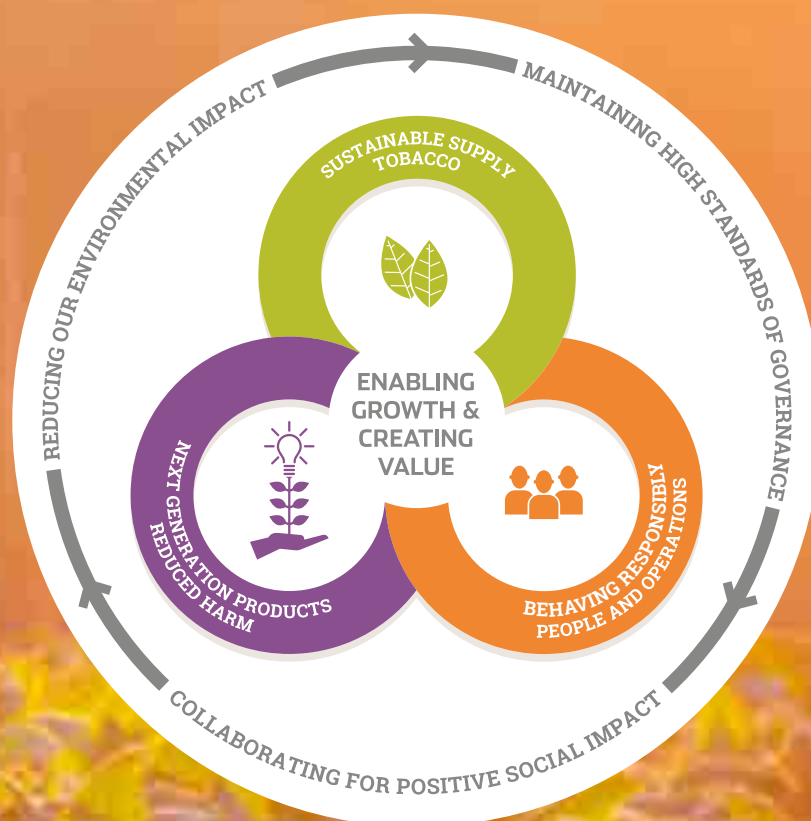 REDUCING OUR ENVIRONMENTAL IMPACT
MAINTAINING HIGH STANDARDS OF GOVERNANCE
SUSTAINABLE SUPPLY
TOBACCO
ENABLING
GROWTH &
CREATING
VALUE
NEXT GENERATION PRODUCTS
REDUCED HARM
BEHAVING RESPONSIBLY
PEOPLE AND OPERATIONS
COLLABORATING FOR POSITIVE SOCIAL IMPACT